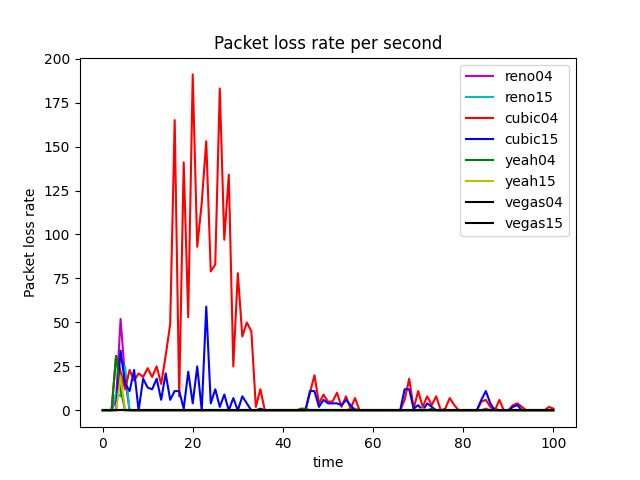 Packet loss rate per second
Packet loss rate
200
175
150
125
100
75
50
25
0
0 20 40 60 80 100
time
reno04
reno15
cubic04
cubic15
yeah04
yeah15
vegas04
vegas15